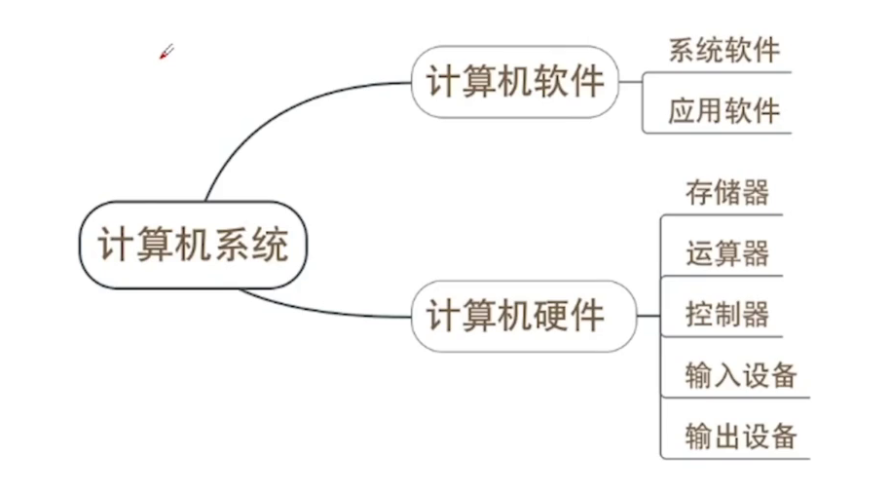 计算机系统
计算机软件
系统软件
应用软件
计算机硬件
存储器
运算器
控制器
输入设备
输出设备